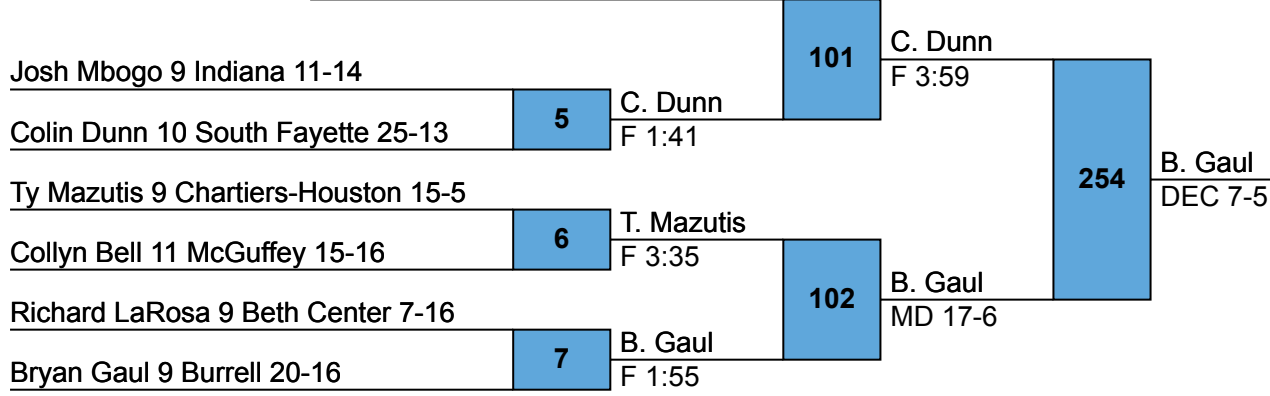 Josh Mbogo 9 Indiana 11-14
Colin Dunn 10 South Fayette 25-13
5
C. Dunn
F 1:41
101
C. Dunn
F 3:59
Ty Mazutis 9 Chartiers-Houston 15-5
Collyn Bell 11 McGuffey 15-16
6
T. Mazutis
F 3:35
Richard LaRosa 9 Beth Center 7-16
Bryan Gaul 9 Burrell 20-16
7
B. Gaul
F 1:55
102
B. Gaul
MD 17-6
254
B. Gaul
DEC 7-5